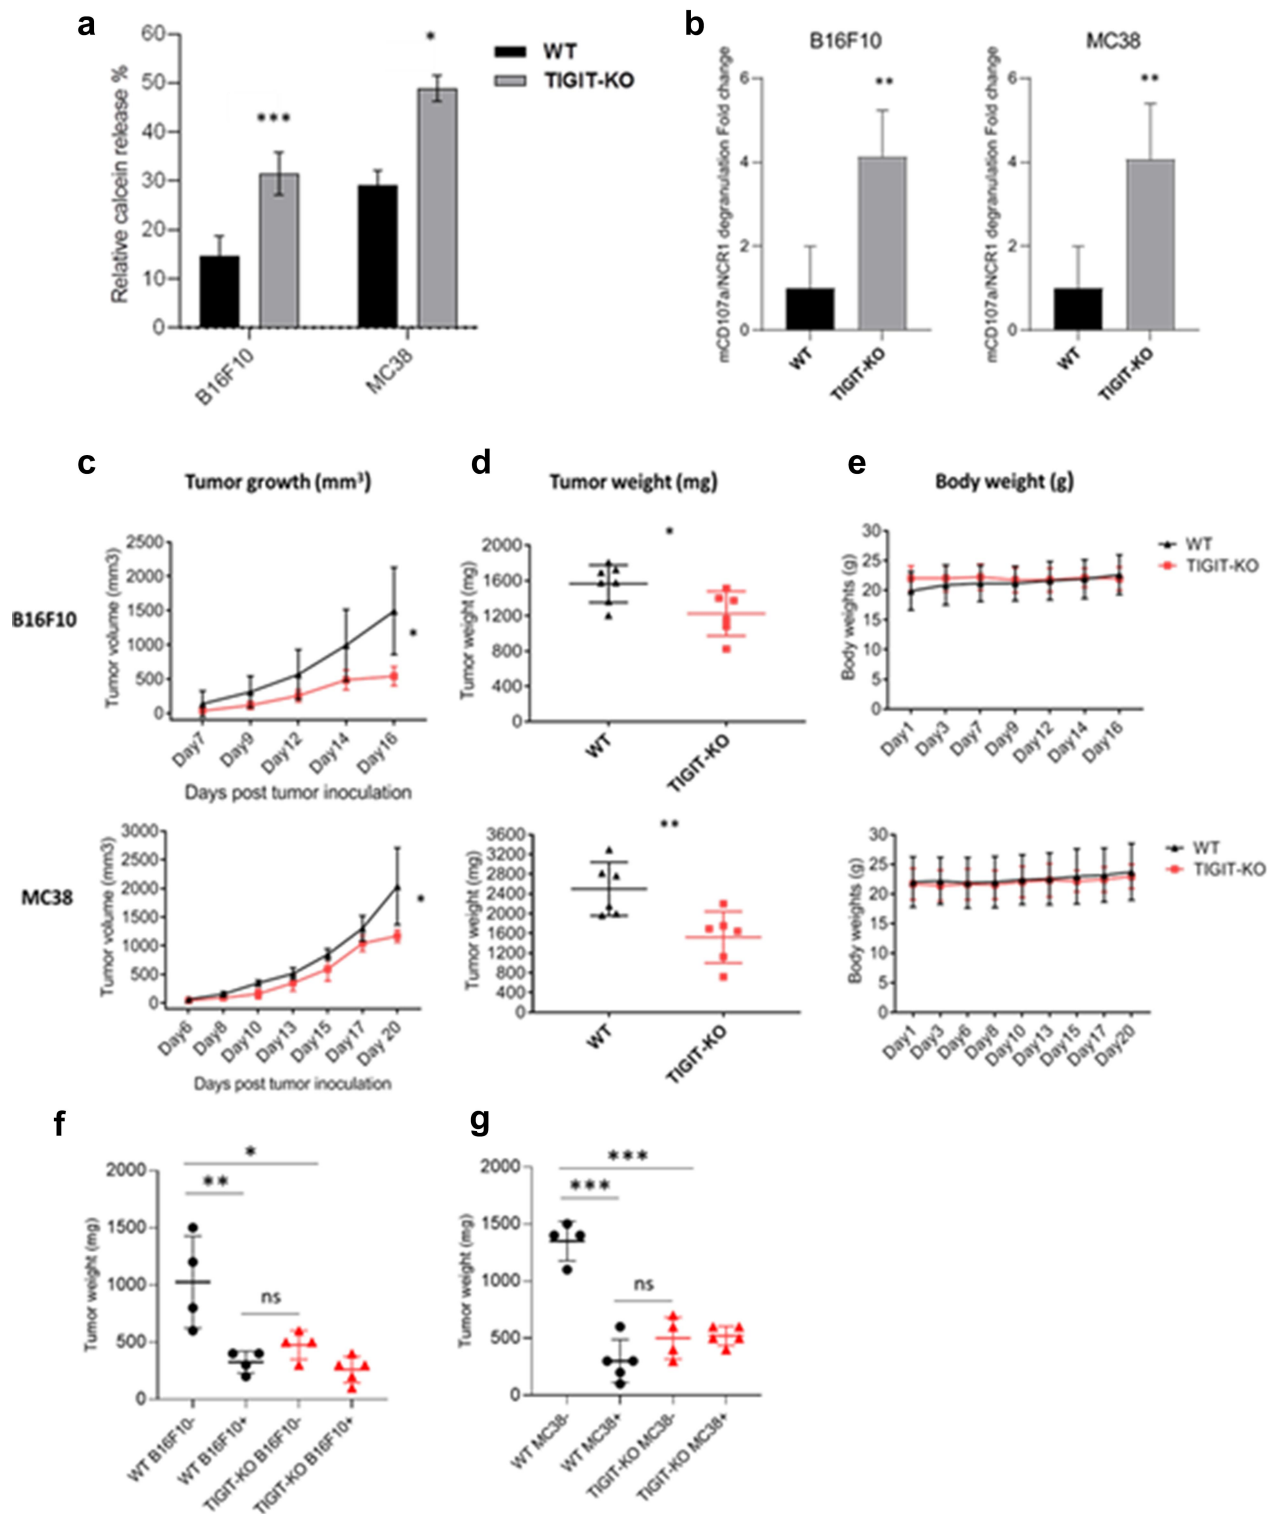 a
60
50
40
30
20
10
0
Relative calcein release %
***
*
B16F10
MC38
WT
TIGIT-KO
b
B16F10
mCD107a/NCR1 degranulation Fold change
6
4
2
0
**
WT
TIGIT-KO
MC38
mCD107a/NCR1 degranulation Fold change
6
4
2
0
**
WT
TIGIT-KO
c
Tumor growth (mm³)
d
Tumor weight (mg)
e
Body weight (g)
B16F10
Tumor volume (mm3)
2500
2000
1500
1000
500
0
*
Day7
Day9
Day12
Day14
Day16
Days post tumor inoculation
Tumor weight (mg)
2000
1600
1200
800
400
0
*
WT
TIGIT-KO
Body weights (g)
30
25
20
15
10
5
0
Day1
Day3
Day7
Day9
Day12
Day14
Day16
WT
TIGIT-KO
MC38
Tumor volume (mm3)
3000
2500
2000
1500
1000
500
0
*
Day6
Day8
Day10
Day13
Day15
Day17
Day 20
Days post tumor inoculation
Tumor weight (mg)
3600
3200
2800
2400
2000
1600
1200
800
400
0
**
WT
TIGIT-KO
Body weights (g)
30
25
20
15
10
5
0
Day1
Day3
Day6
Day8
Day10
Day13
Day15
Day17
Day20
WT
TIGIT-KO
f
Tumor weight (mg)
2000
1500
1000
500
0
*
**
ns
WT B16F10-
WT B16F10+
TIGIT-KO B16F10-
TIGIT-KO B16F10+
g
Tumor weight (mg)
2000
1500
1000
500
0
***
***
ns
WT MC38-
WT MC38+
TIGIT-KO MC38-
TIGIT-KO MC38+